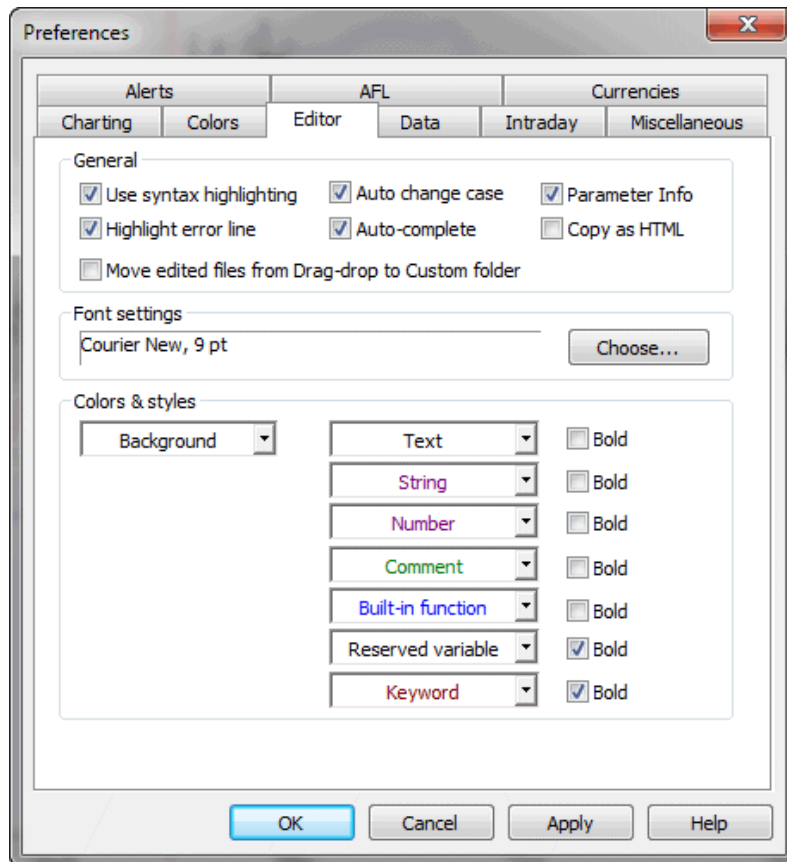 Preferences
Alerts AFL Currencies
Charting Colors Editor Data Intraday Miscellaneous
General
Use syntax highlighting Auto change case Parameter Info
Highlight error line Auto-complete Copy as HTML
Move edited files from Drag-drop to Custom folder
Font settings
Courier New, 9 pt Choose...
Colors & styles
Background Text Bold
String Bold
Number Bold
Comment Bold
Built-in function Bold
Reserved variable Bold
Keyword Bold
OK Cancel Apply Help